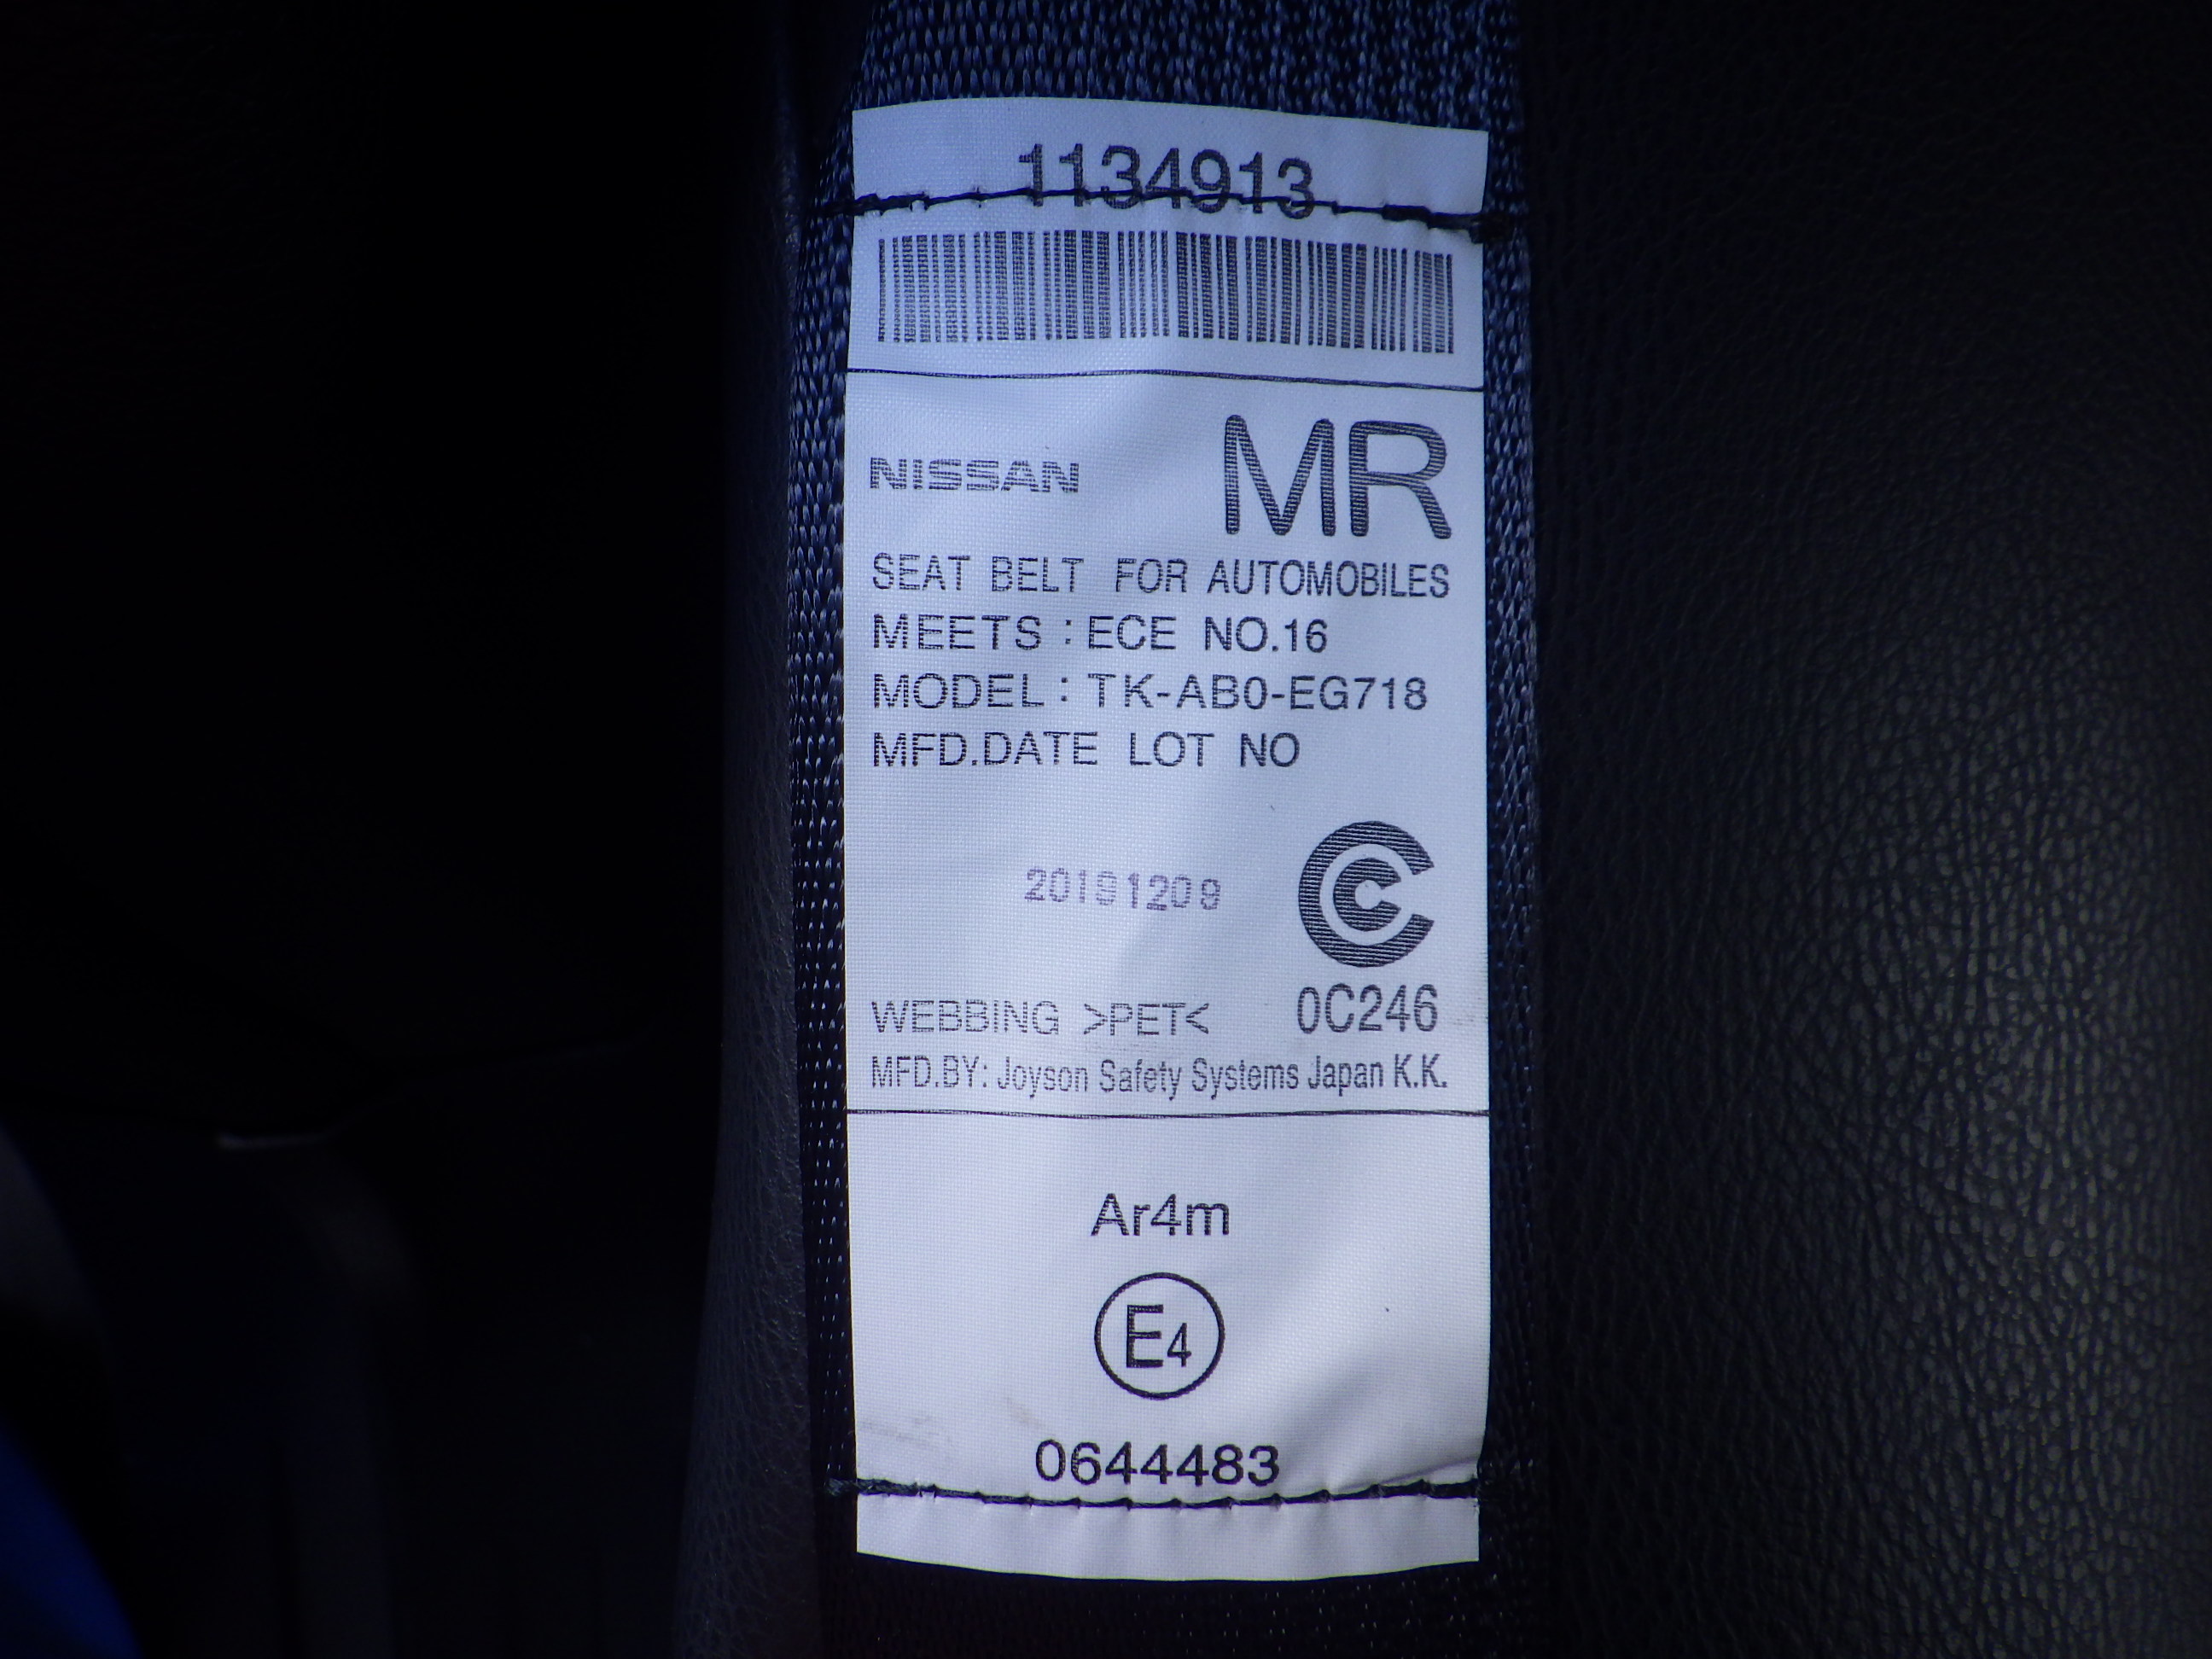 1134913
NISSAN MR
SEAT BELT FOR AUTOMOBILES
MEETS : ECE NO.16
MODEL : TK-AB0-EG718
MFD.DATE LOT NO
20191209
0C246
WEBBING >PET<
MFD.BY: Joyson Safety Systems Japan K.K.
Ar4m
E4
0644483